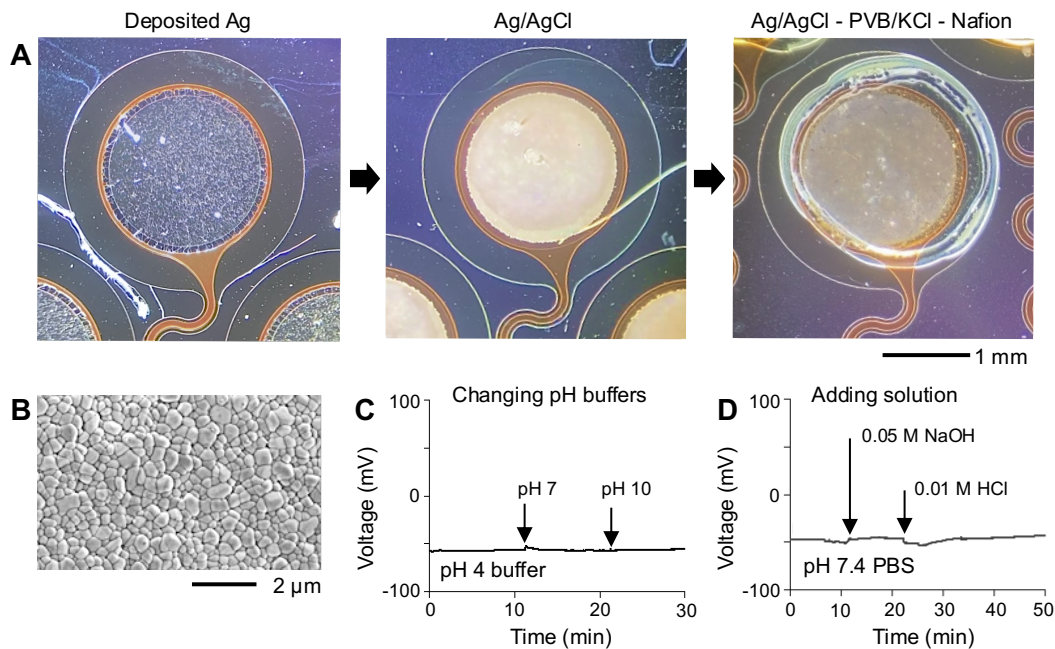 Deposited Ag
Ag/AgCl
Ag/AgCl - PVB/KCl - Nafion
A
1 mm
B
2 µm
C
Changing pH buffers
100
0
-100
Voltage (mV)
pH 7
pH 10
pH 4 buffer
0
10
20
30
Time (min)
D
Adding solution
100
0
-100
Voltage (mV)
0.05 M NaOH
0.01 M HCl
pH 7.4 PBS
0
10
20
30
40
50
Time (min)